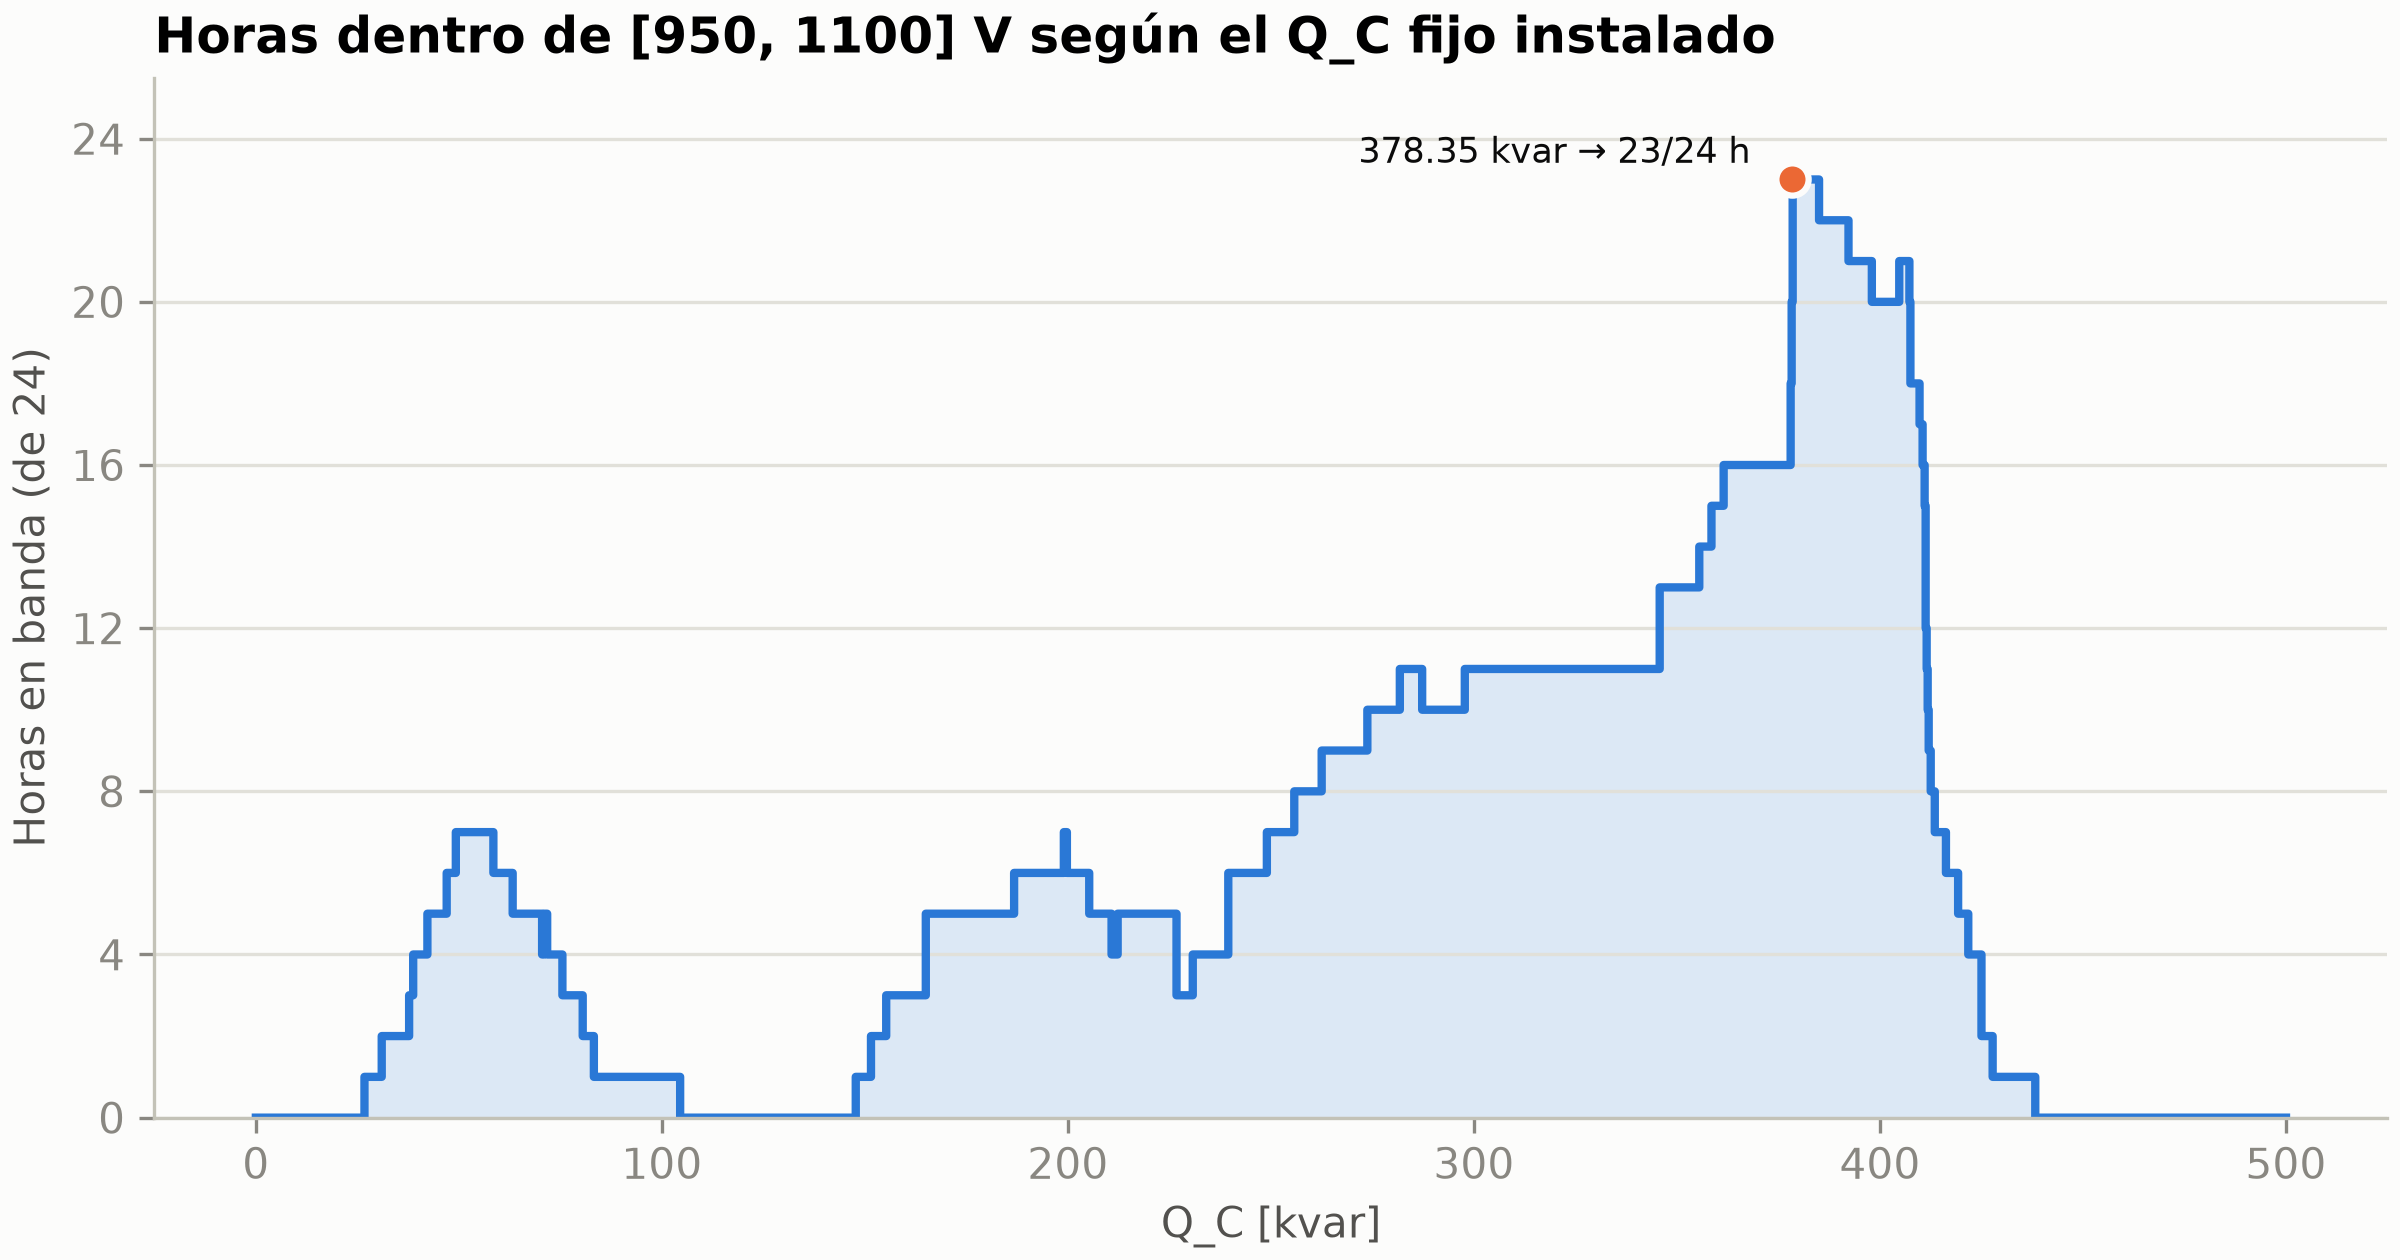 Horas dentro de [950, 1100] V según el Q_C fijo instalado
378.35 kvar → 23/24 h
Horas en banda (de 24)
24
20
16
12
8
4
0
0 100 200 300 400 500
Q_C [kvar]